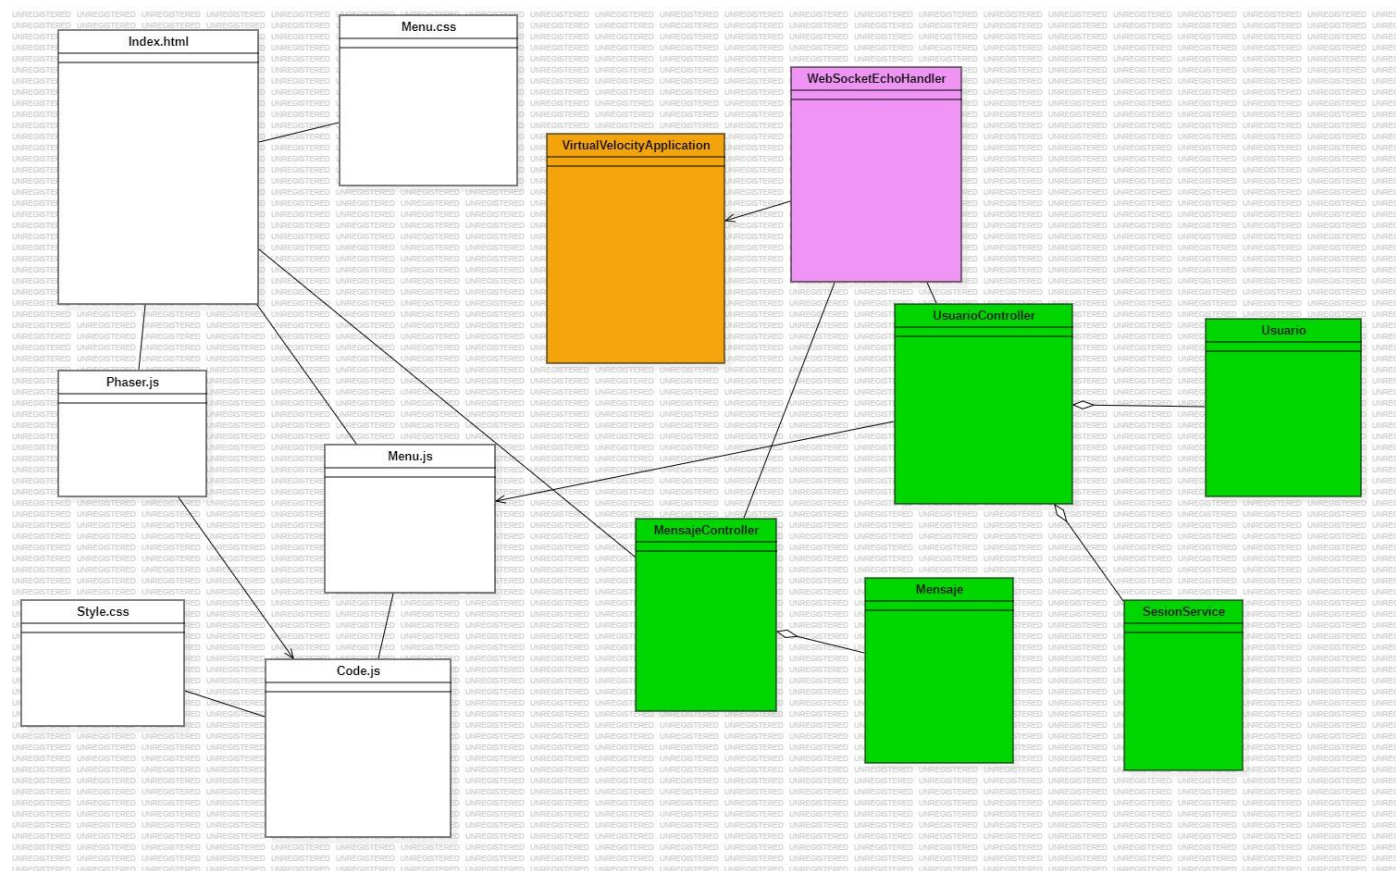 Index.html
Menu.css
WebSocketEchoHandler
VirtualVelocityApplication
UsuarioController
Usuario
Phaser.js
Menu.js
MensajeController
Mensaje
Style.css
SesionService
Code.js
UNREGISTERED